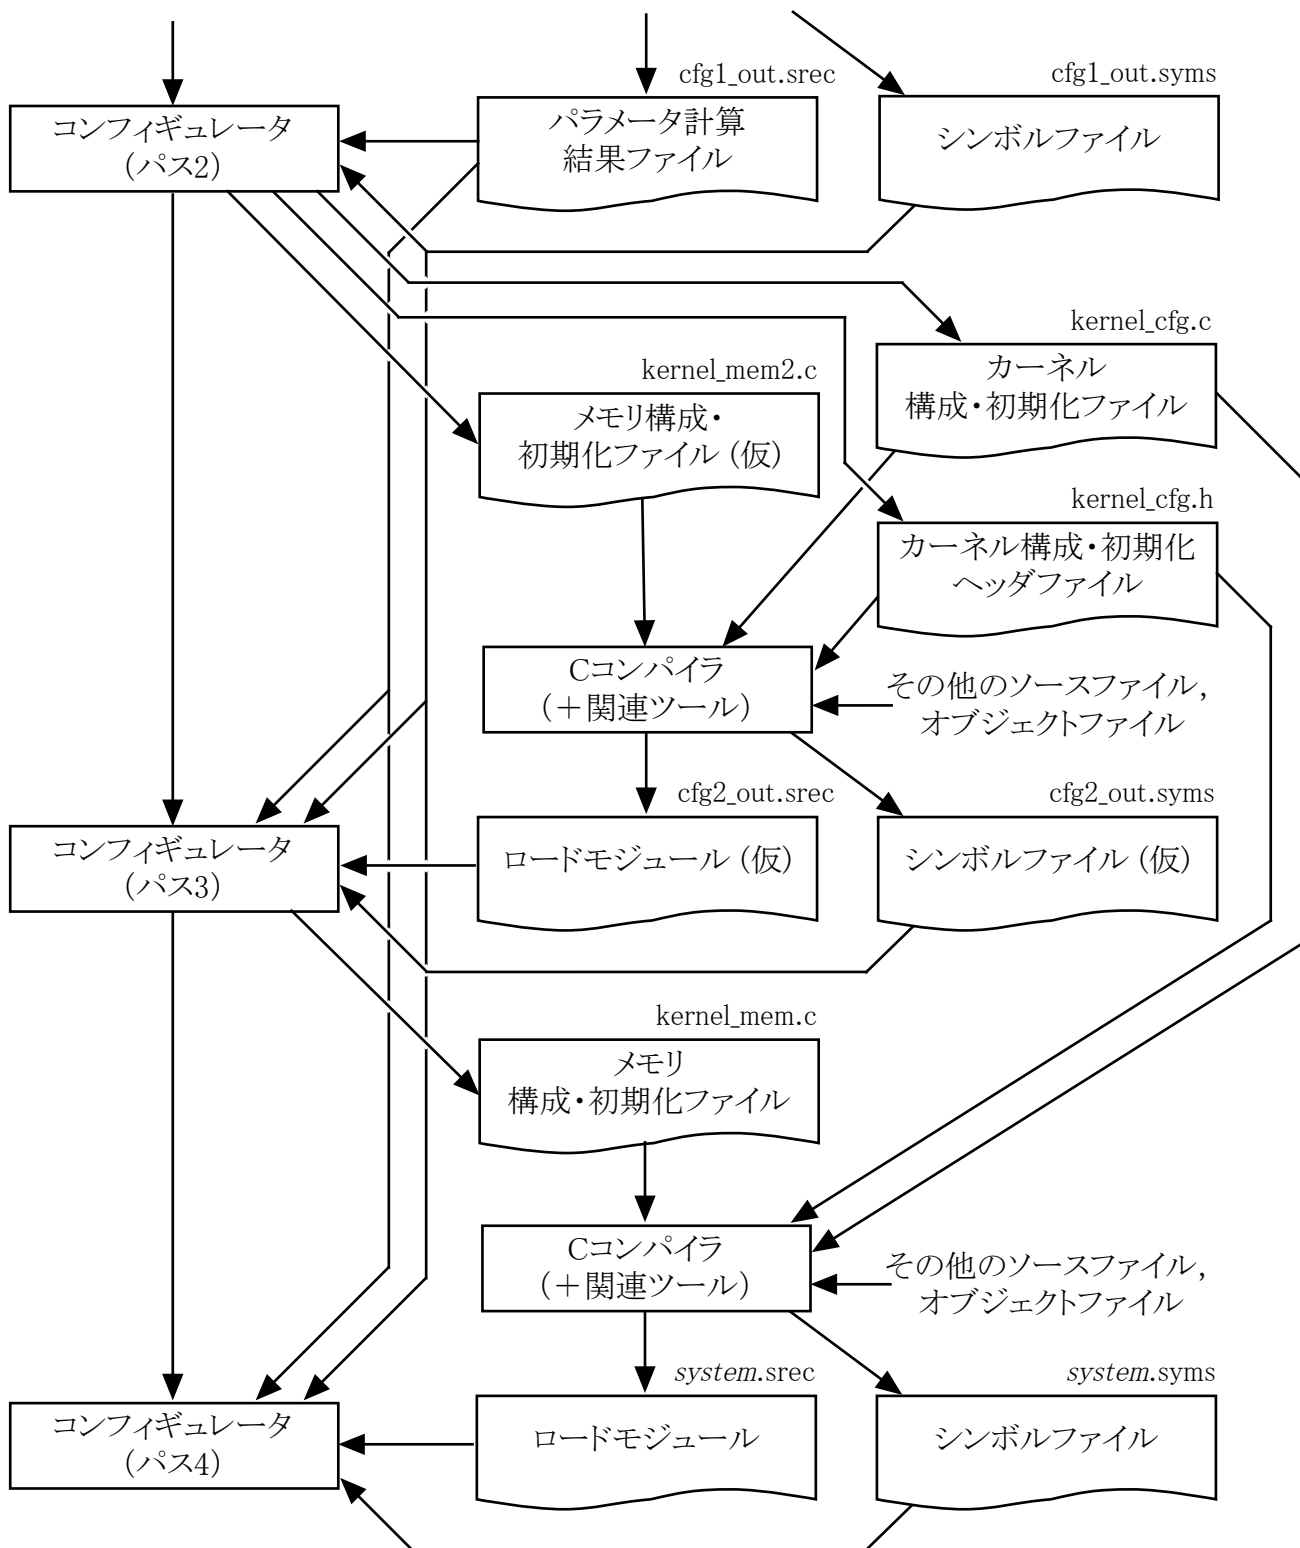 cfg1_out.srec
cfg1_out.syms
コンフィギュレータ
(パス2)
パラメータ計算
結果ファイル
シンボルファイル
kernel_cfg.c
カーネル
構成・初期化ファイル
kernel_mem2.c
メモリ構成・
初期化ファイル(仮)
kernel_cfg.h
カーネル構成・初期化
ヘッダファイル
Cコンパイラ
(+関連ツール)
その他のソースファイル,
オブジェクトファイル
cfg2_out.srec
cfg2_out.syms
コンフィギュレータ
(パス3)
ロードモジュール(仮)
シンボルファイル(仮)
kernel_mem.c
メモリ
構成・初期化ファイル
Cコンパイラ
(+関連ツール)
その他のソースファイル,
オブジェクトファイル
system.srec
system.syms
コンフィギュレータ
(パス4)
ロードモジュール
シンボルファイル